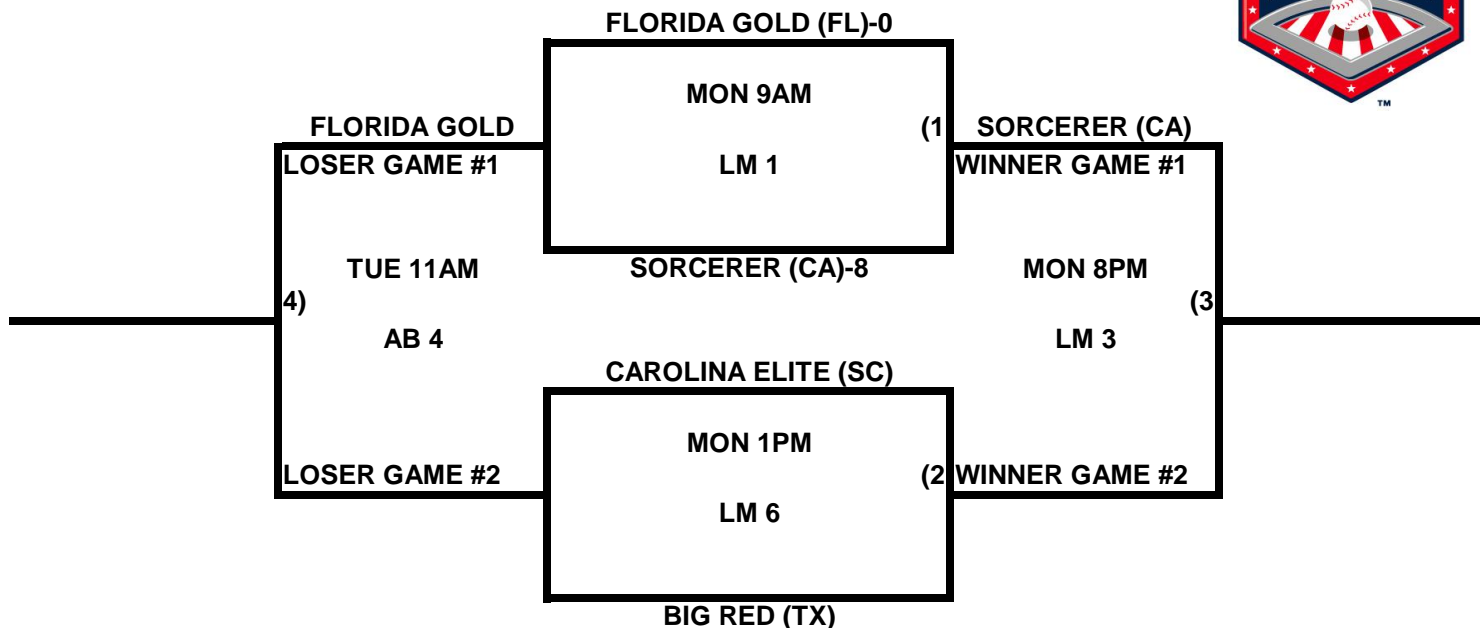 FLORIDA GOLD (FL)-0
MON 9AM
TM
FLORIDA GOLD
(1
SORCERER (CA)
LOSER GAME #1
LM 1
WINNER GAME #1
TUE 11AM
SORCERER (CA)-8
MON 8PM
4)
(3
AB 4
LM 3
CAROLINA ELITE (SC)
MON 1PM
LOSER GAME #2
(2
WINNER GAME #2
LM 6
BIG RED (TX)